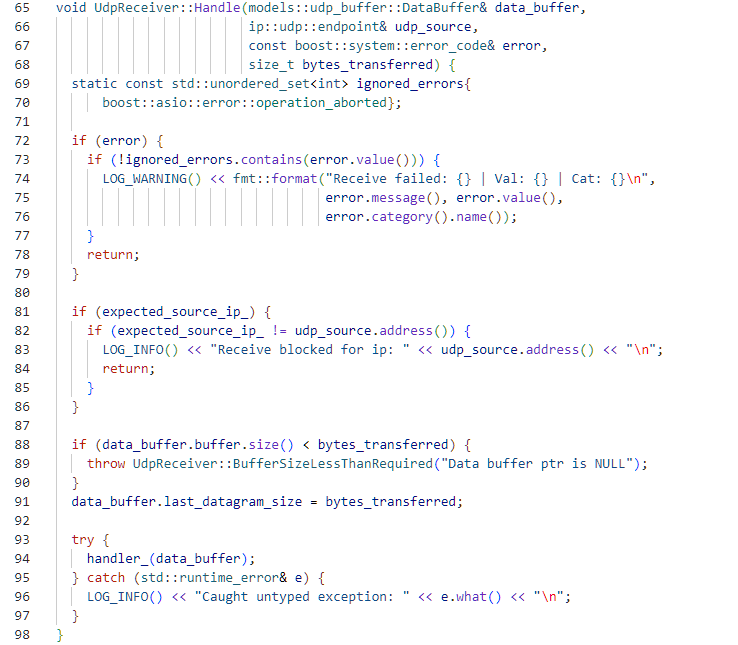 65 void UdpReceiver::Handle(models::udp_buffer::DataBuffer& data_buffer,
66                          ip::udp::endpoint& udp_source,
67                          const boost::system::error_code& error,
68                          size_t bytes_transferred) {
69   static const std::unordered_set<int> ignored_errors{
70       boost::asio::error::operation_aborted};
71
72   if (error) {
73     if (!ignored_errors.contains(error.value())) {
74       LOG_WARNING() << fmt::format("Receive failed: {} | Val: {} | Cat: {}\n",
75                                    error.message(), error.value(),
76                                    error.category().name());
77     }
78     return;
79   }
80
81   if (expected_source_ip_) {
82     if (expected_source_ip_ != udp_source.address()) {
83       LOG_INFO() << "Receive blocked for ip: " << udp_source.address() << "\n";
84       return;
85     }
86   }
87
88   if (data_buffer.buffer.size() < bytes_transferred) {
89     throw UdpReceiver::BufferSizeLessThanRequired("Data buffer ptr is NULL");
90   }
91   data_buffer.last_datagram_size = bytes_transferred;
92
93   try {
94     handler_(data_buffer);
95   } catch (std::runtime_error& e) {
96     LOG_INFO() << "Caught untyped exception: " << e.what() << "\n";
97   }
98 }